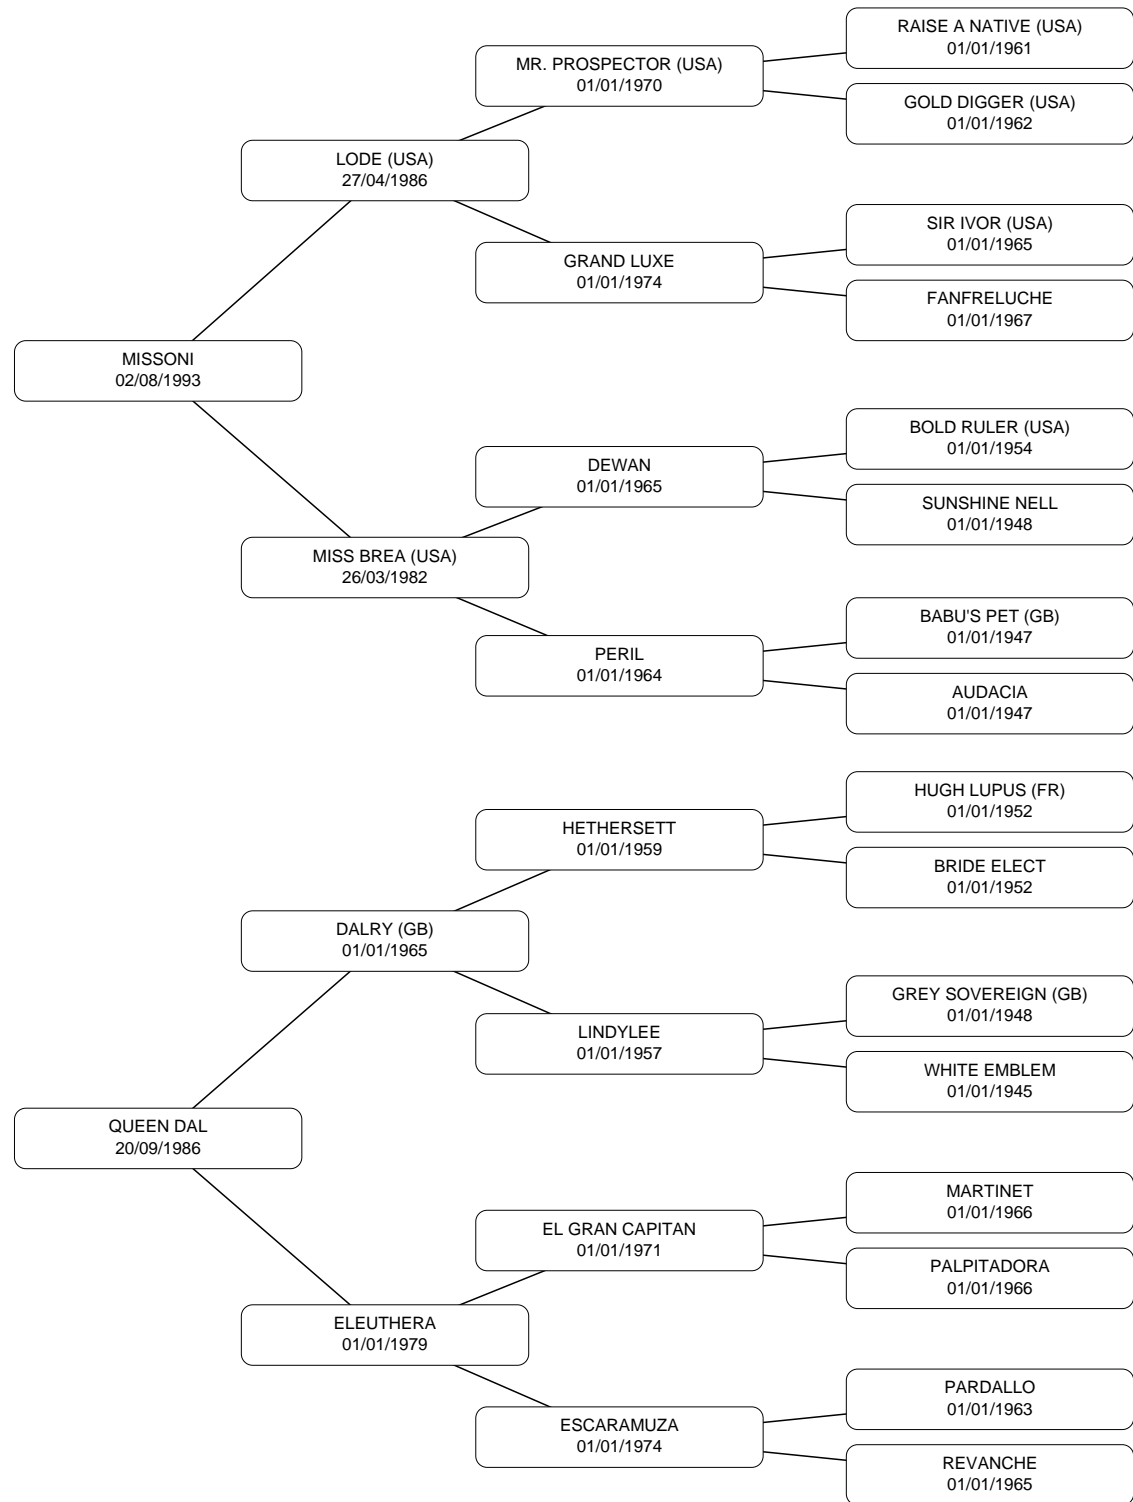 RAISE A NATIVE (USA)
01/01/1961
MR. PROSPECTOR (USA)
01/01/1970
GOLD DIGGER (USA)
01/01/1962
LODE (USA)
27/04/1986
SIR IVOR (USA)
01/01/1965
GRAND LUXE
01/01/1974
FANFRELUCHE
01/01/1967
MISSONI
02/08/1993
BOLD RULER (USA)
01/01/1954
DEWAN
01/01/1965
SUNSHINE NELL
01/01/1948
MISS BREA (USA)
26/03/1982
BABU'S PET (GB)
01/01/1947
PERIL
01/01/1964
AUDACIA
01/01/1947
HUGH LUPUS (FR)
01/01/1952
HETHERSETT
01/01/1959
BRIDE ELECT
01/01/1952
DALRY (GB)
01/01/1965
GREY SOVEREIGN (GB)
01/01/1948
LINDYLEE
01/01/1957
WHITE EMBLEM
01/01/1945
QUEEN DAL
20/09/1986
MARTINET
01/01/1966
EL GRAN CAPITAN
01/01/1971
PALPITADORA
01/01/1966
ELEUTHERA
01/01/1979
PARDALLO
01/01/1963
ESCARAMUZA
01/01/1974
REVANCHE
01/01/1965